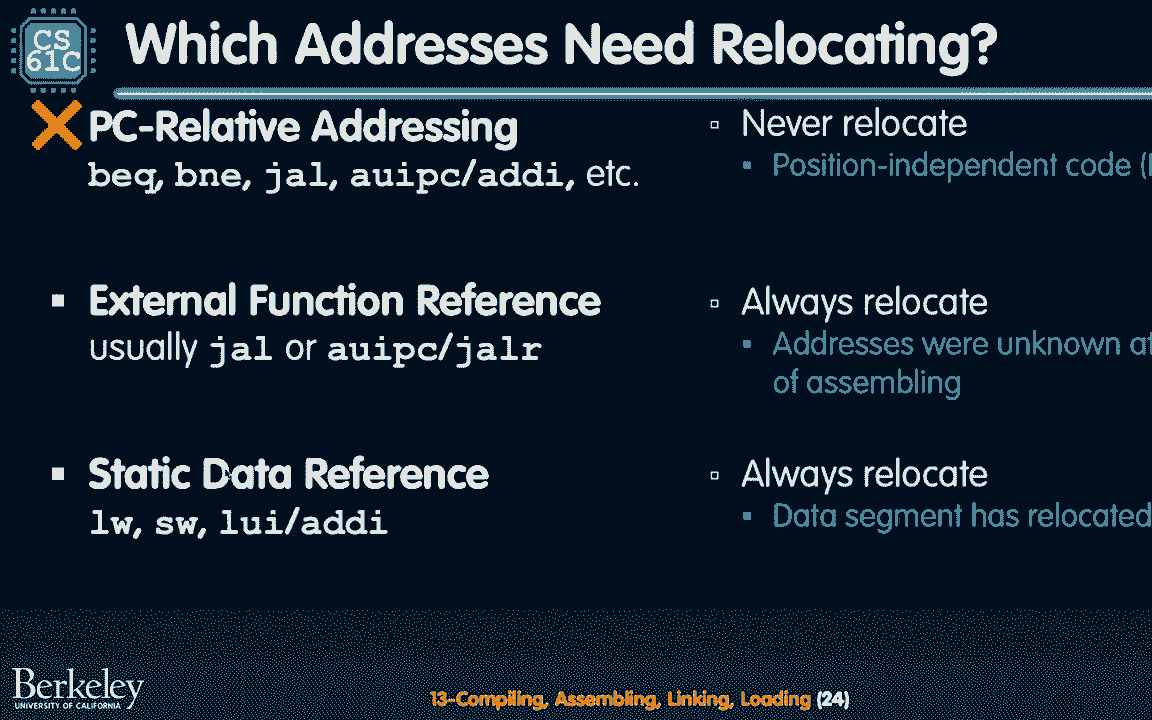 CS
61C
Which Addresses Need Relocating?
PC-Relative Addressing
beq, bne, jal, auipc/addi, etc.
Never relocate
Position-independent code (
External Function Reference
usually jal or auipc/jalr
Always relocate
Addresses were unknown at
of assembling
Static Data Reference
lw, sw, lui/addi
Always relocate
Data segment has relocated
Berkeley
UNIVERSITY OF CALIFORNIA
13-Compiling, Assembling, Linking, Loading (24)